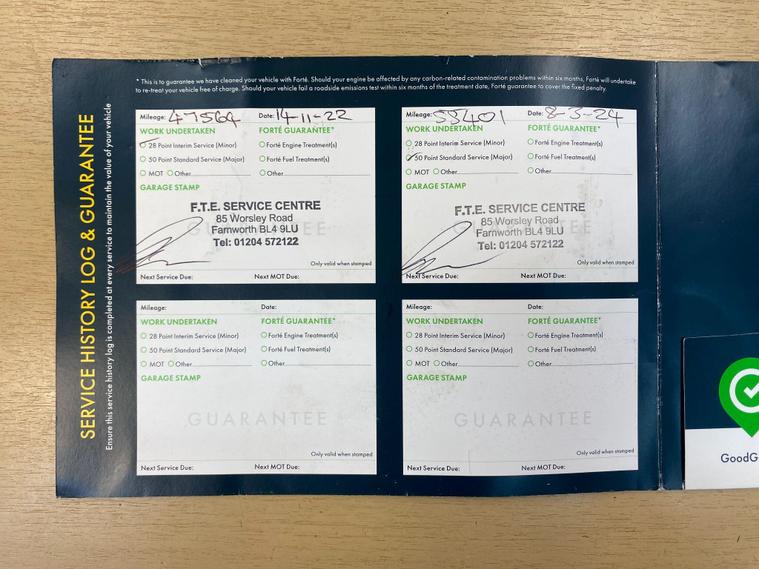 SERVICE HISTORY LOG & GUARANTEE
Ensure this service history log is completed at every service to maintain the value of your vehicle
* This is to guarantee we have cleaned your vehicle with Forté. Should your engine be affected by any carbon-related contamination problems within six months, Forté will undertake
to re-treat your vehicle free of charge. Should your vehicle fail a roadside emissions test within six months of the treatment date, Forté guarantee to cover the fixed penalty.
Mileage: 47564 Date: 14-11-22
WORK UNDERTAKEN FORTÉ GUARANTEE*
28 Point Interim Service (Minor) Forté Engine Treatment(s)
50 Point Standard Service (Major) Forté Fuel Treatment(s)
MOT Other Other
GARAGE STAMP
F.T.E. SERVICE CENTRE
85 Worsley Road
Farnworth BL4 9LU
Tel: 01204 572122
Only valid when stamped
Next Service Due: Next MOT Due:
Mileage: 53401 Date: 8-3-24
WORK UNDERTAKEN FORTÉ GUARANTEE*
28 Point Interim Service (Minor) Forté Engine Treatment(s)
50 Point Standard Service (Major) Forté Fuel Treatment(s)
MOT Other Other
GARAGE STAMP
F.T.E. SERVICE CENTRE
85 Worsley Road
Farnworth BL4 9LU
Tel: 01204 572122
Only valid when stamped
Next Service Due: Next MOT Due:
Mileage: Date:
WORK UNDERTAKEN FORTÉ GUARANTEE*
28 Point Interim Service (Minor) Forté Engine Treatment(s)
50 Point Standard Service (Major) Forté Fuel Treatment(s)
MOT Other Other
GARAGE STAMP
GUARANTEE
Only valid when stamped
Next Service Due: Next MOT Due:
Mileage: Date:
WORK UNDERTAKEN FORTÉ GUARANTEE*
28 Point Interim Service (Minor) Forté Engine Treatment(s)
50 Point Standard Service (Major) Forté Fuel Treatment(s)
MOT Other Other
GARAGE STAMP
GUARANTEE
Only valid when stamped
Next Service Due: Next MOT Due:
GoodG